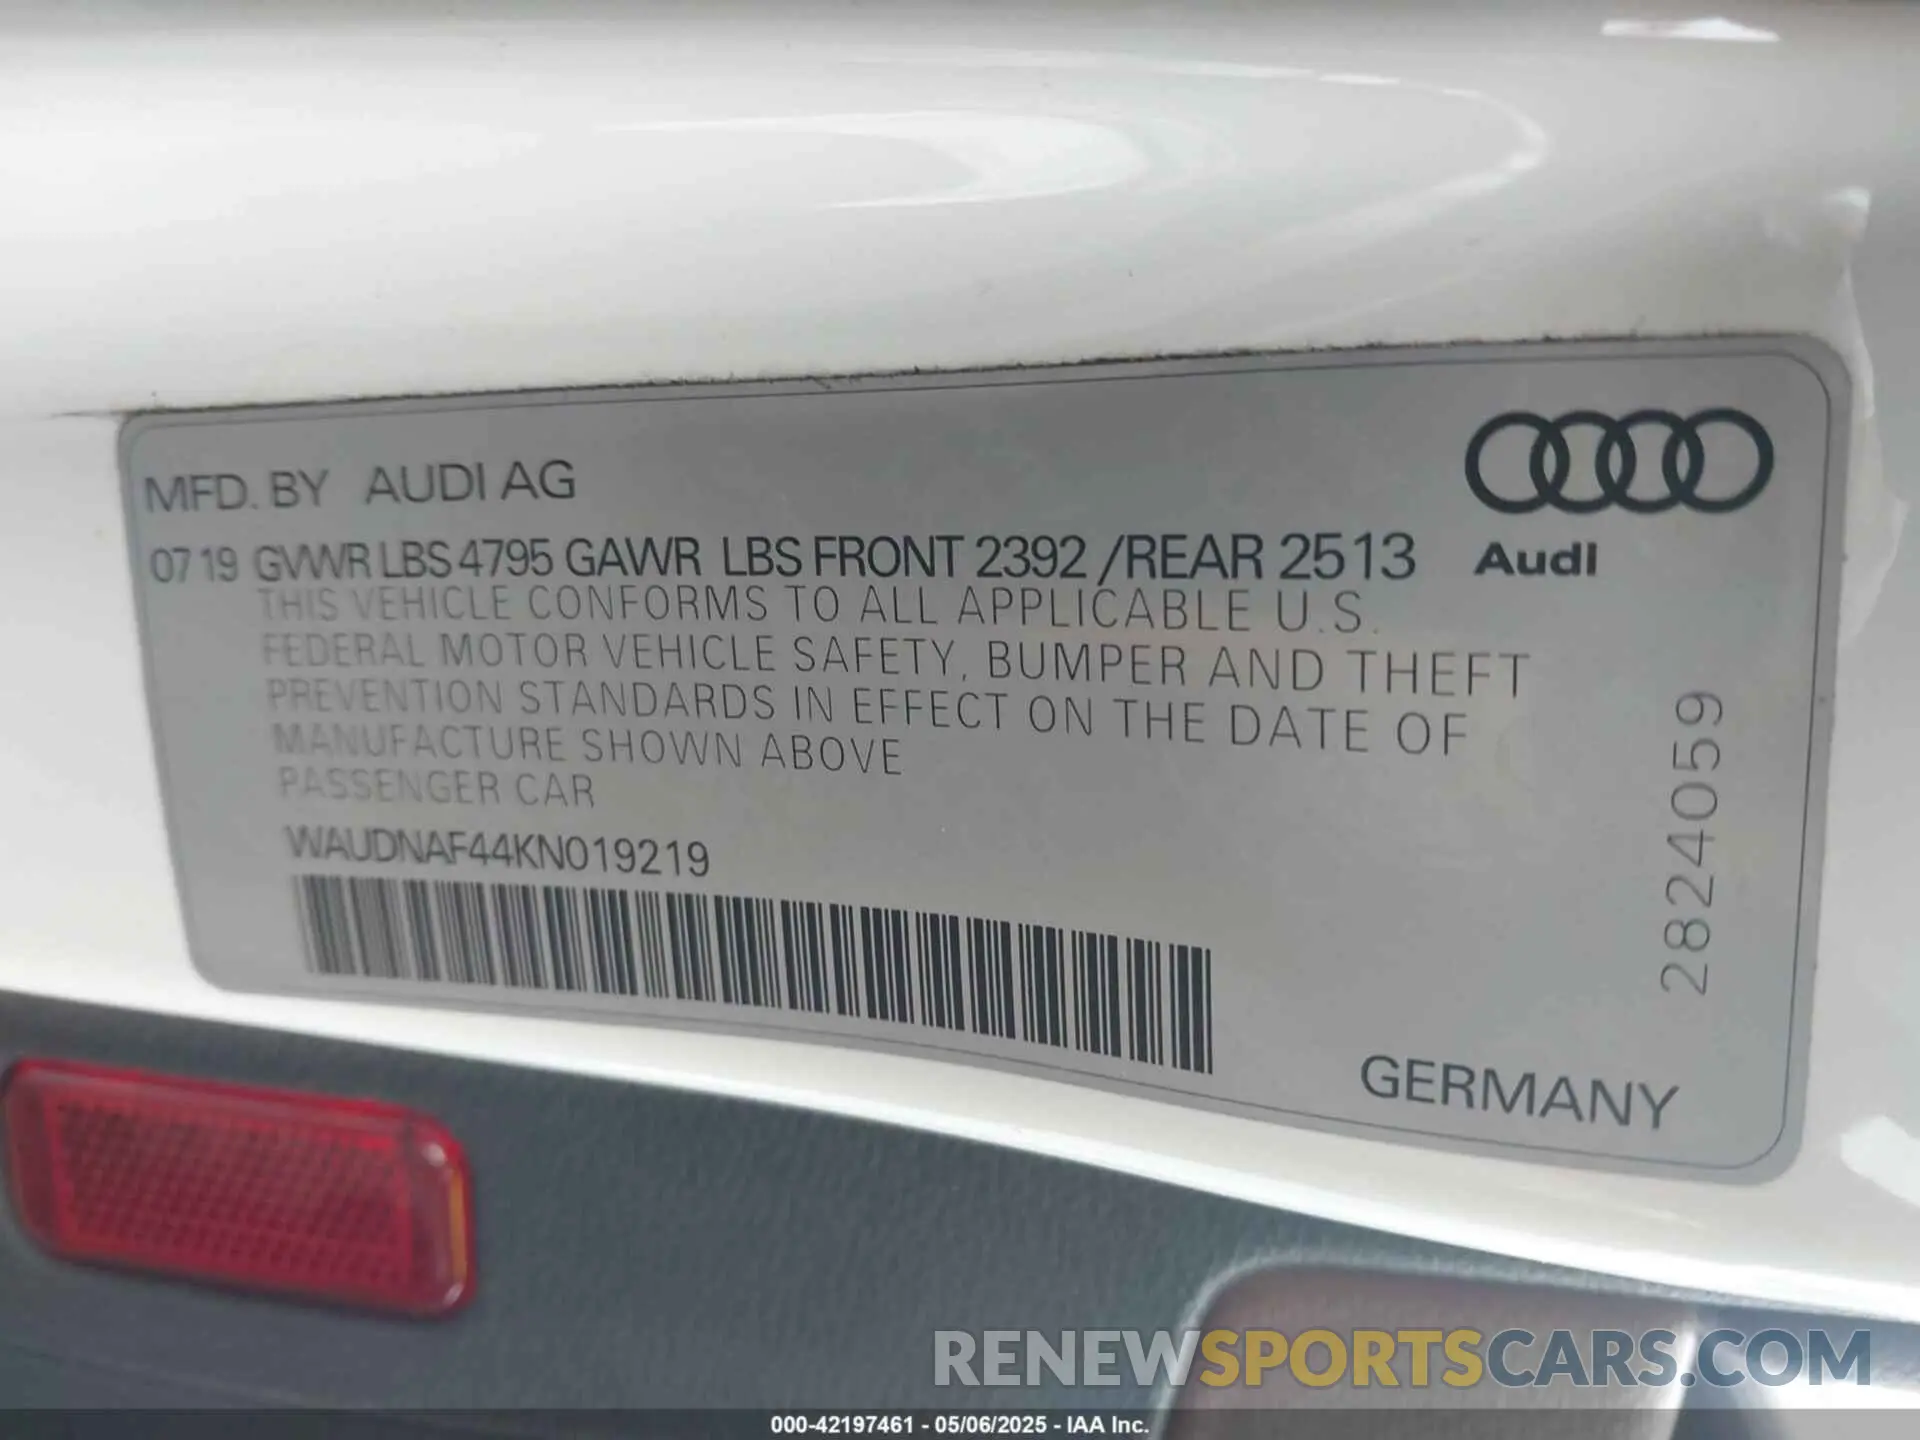 MFD. BY AUDI AG
07 19 GVWR LBS 4795 GAWR LBS FRONT 2392 /REAR 2513
Audi
THIS VEHICLE CONFORMS TO ALL APPLICABLE U.S.
FEDERAL MOTOR VEHICLE SAFETY, BUMPER AND THEFT
PREVENTION STANDARDS IN EFFECT ON THE DATE OF
MANUFACTURE SHOWN ABOVE
PASSENGER CAR
WAUDNAF44KN019219
2824059
GERMANY
RENEWSPORTSCARS.COM
000-42197461 - 05/06/2025 - IAA Inc.